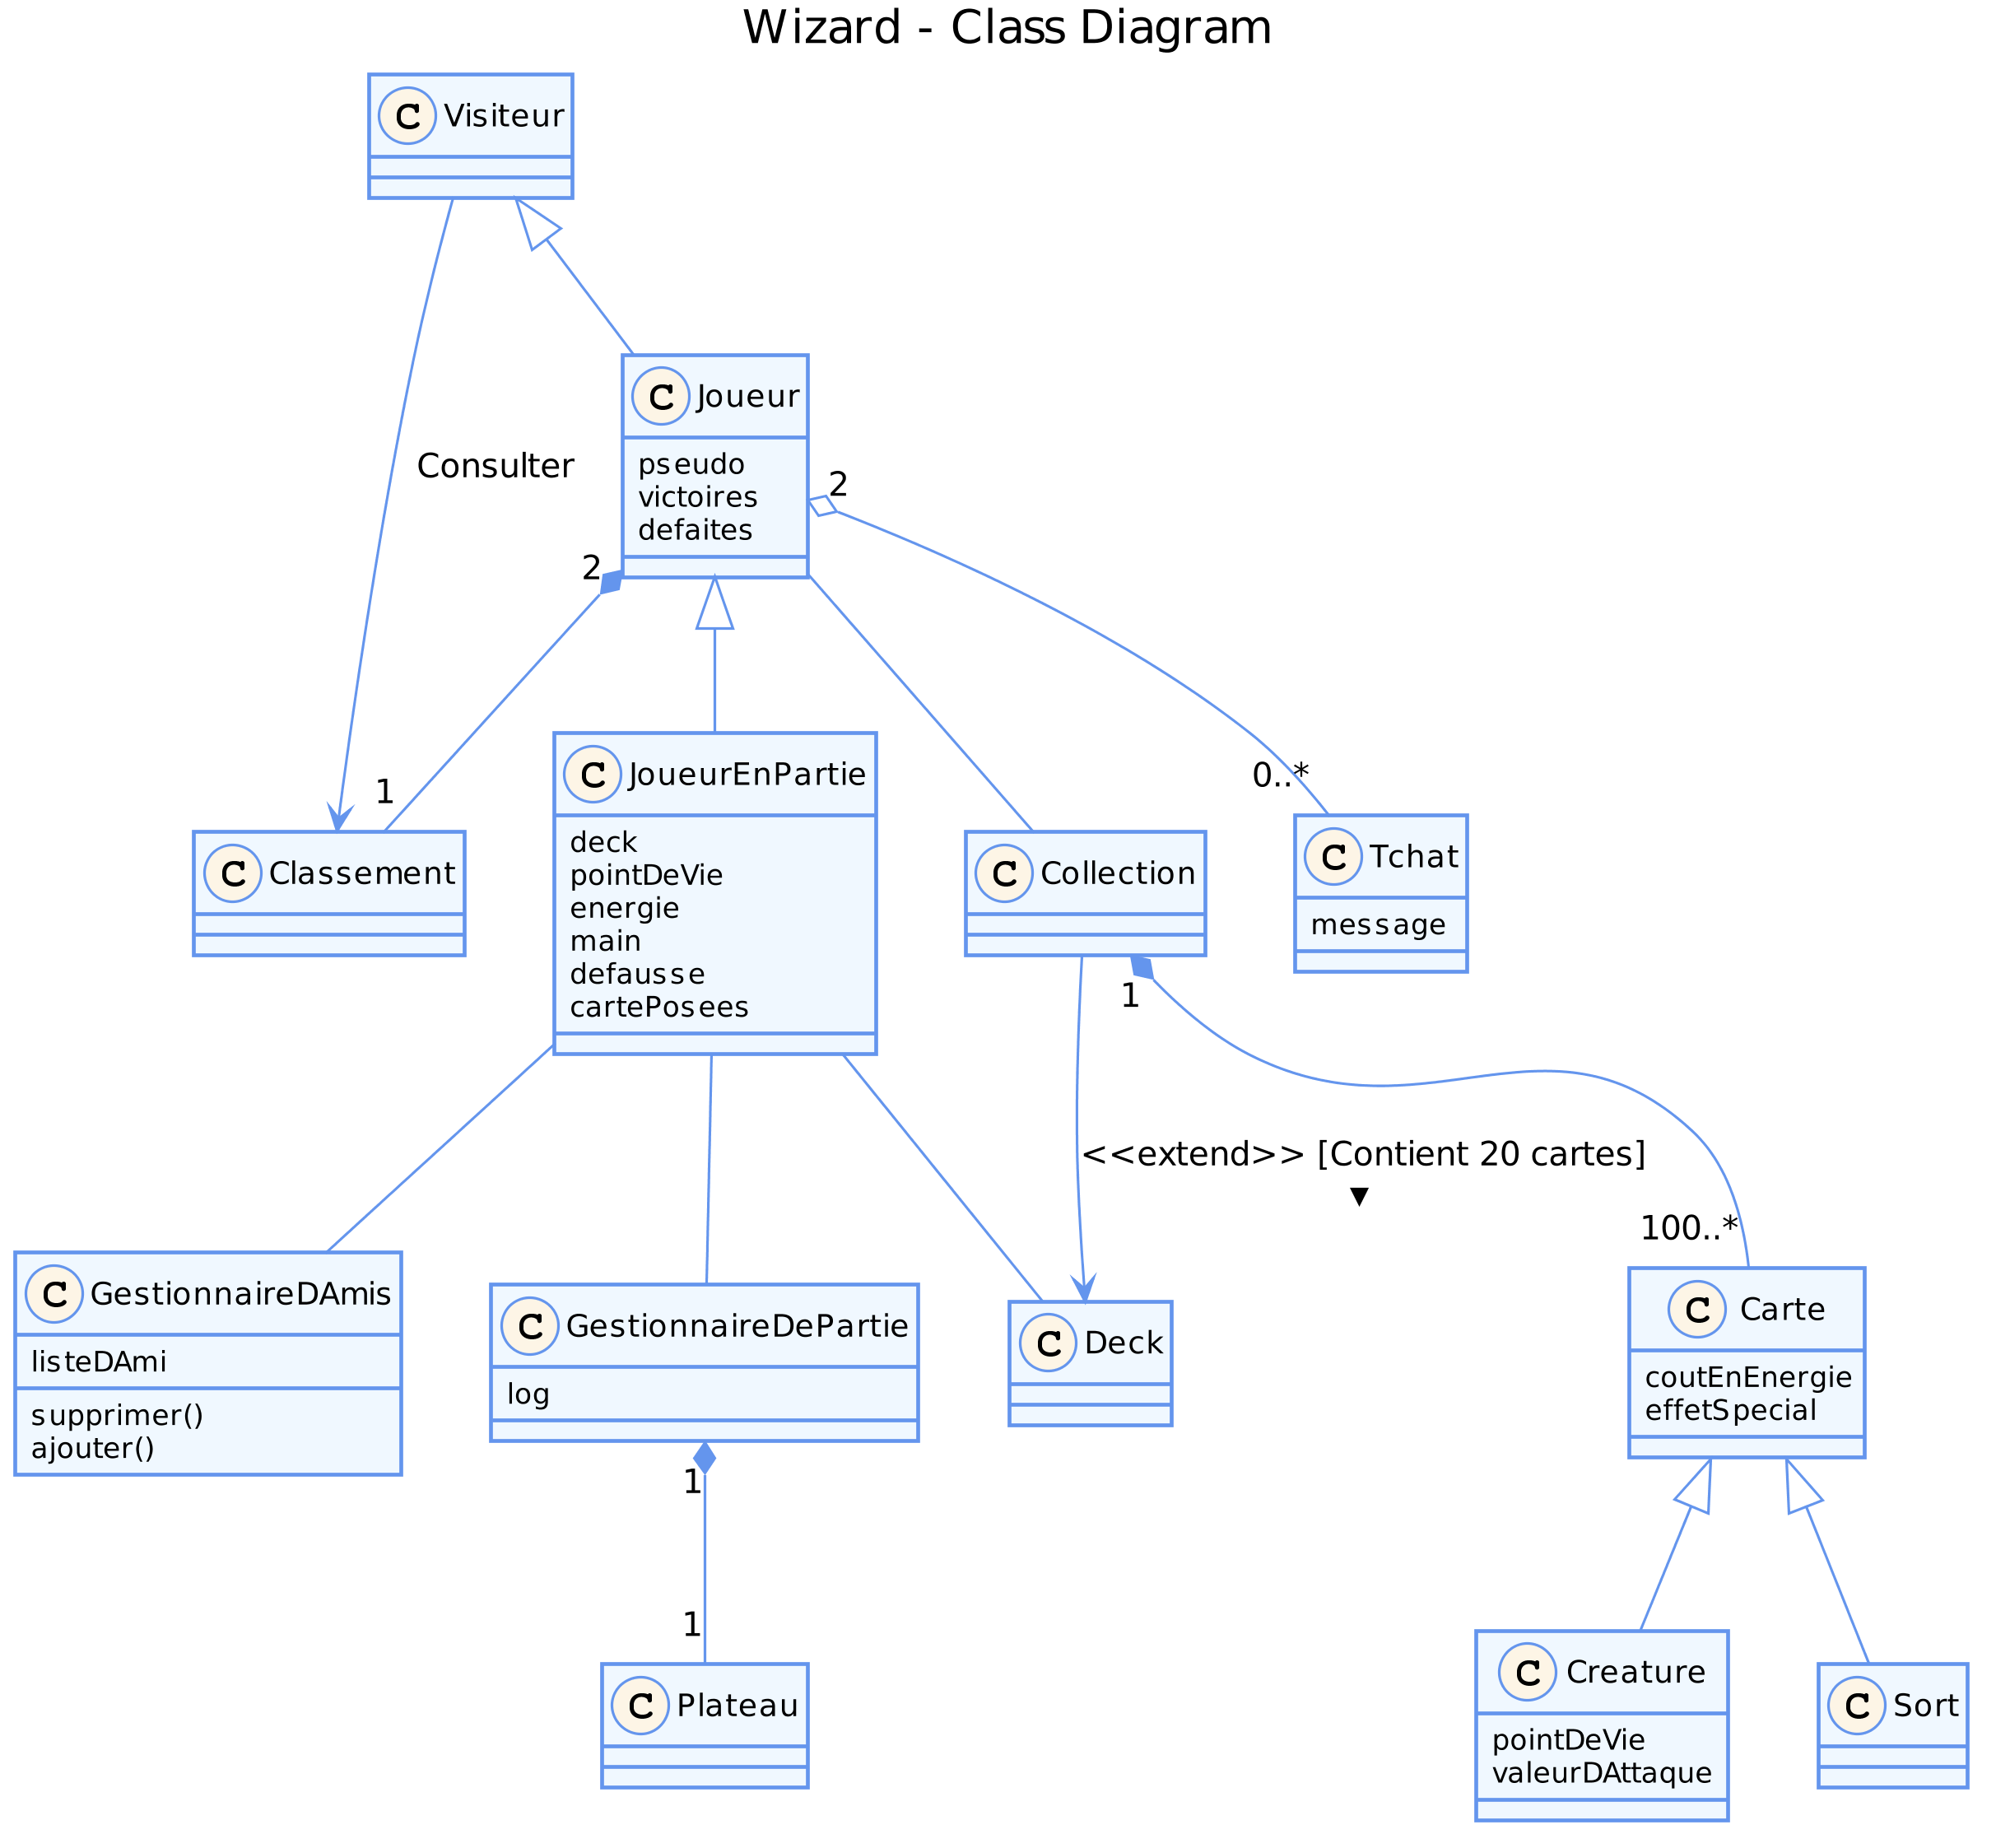 Wizard - Class Diagram
C Visiteur
C Joueur
pseudo
victoires
defaites
Consulter
2
2
1
0..*
C JoueurEnPartie
deck
pointDeVie
energie
main
defausse
cartePosees
C Classement
C Collection
C Tchat
message
1
<<extend>> [Contient 20 cartes]
▼
100..*
C GestionnaireDAmis
listeDAmi
supprimer()
ajouter()
C GestionnaireDePartie
log
C Deck
C Carte
coutEnEnergie
effetSpecial
1
1
C Plateau
C Creature
pointDeVie
valeurDAttaque
C Sort